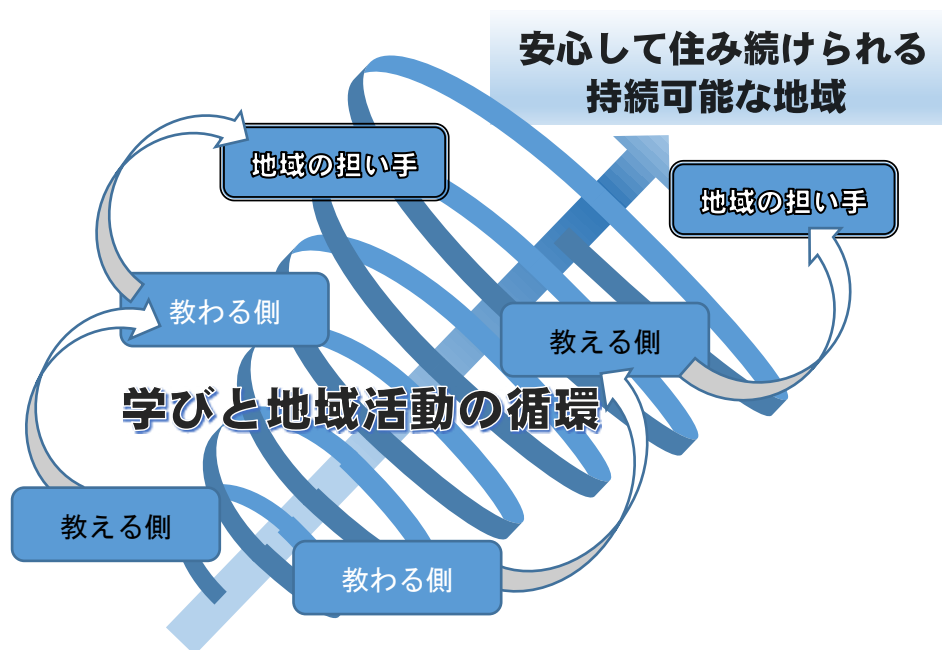 安心して住み続けられる
持続可能な地域
地域の担い手
地域の担い手
教わる側
教える側
学びと地域活動の循環
教える側
教わる側